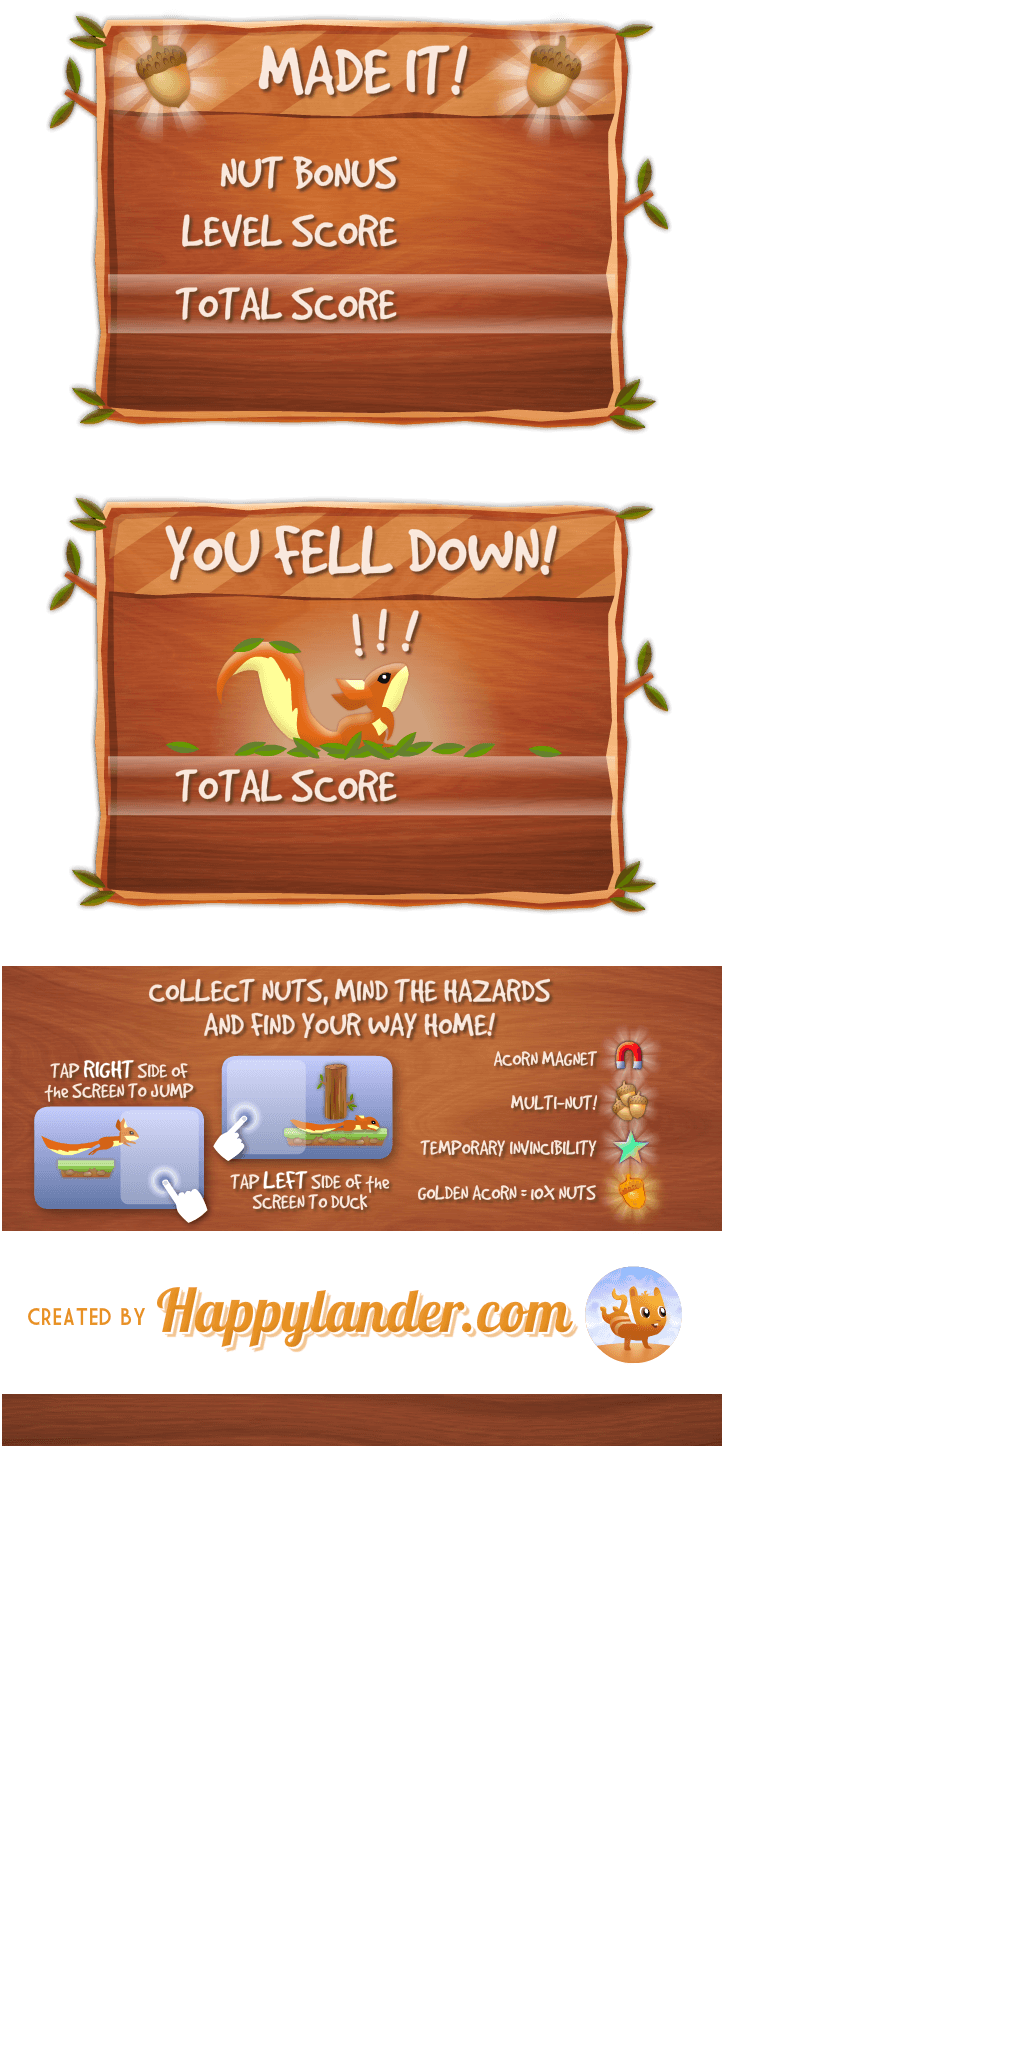 MADE IT!
NUT BONUS
LEVEL SCORE
TOTAL SCORE
YOU FELL DOWN!
!!!
TOTAL SCORE
COLLECT NUTS, MIND THE HAZARDS
AND FIND YOUR WAY HOME!
TAP RIGHT SIDE OF
the SCREEN TO JUMP
TAP LEFT SIDE OF the
SCREEN TO DUCK
ACORN MAGNET
MULTI-NUT!
TEMPORARY INVINCIBILITY
GOLDEN ACORN = 10X NUTS
CREATED BY Happylander.com